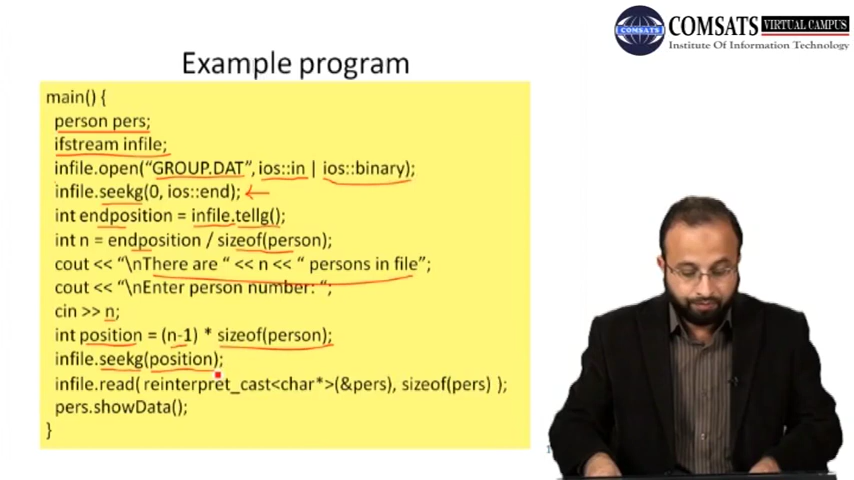 COMSATS
COMSATS VIRTUAL CAMPUS
Institute Of Information Technology
Example program
main() {
person pers;
ifstream infile;
infile.open(“GROUP.DAT”, ios::in | ios::binary);
infile.seekg(0, ios::end);
int endposition = infile.tellg();
int n = endposition / sizeof(person);
cout << “\nThere are “ << n << “ persons in file”;
cout << “\nEnter person number: “;
cin >> n;
int position = (n-1) * sizeof(person);
infile.seekg(position);
infile.read( reinterpret_cast<char*>(&pers), sizeof(pers) );
pers.showData();
}